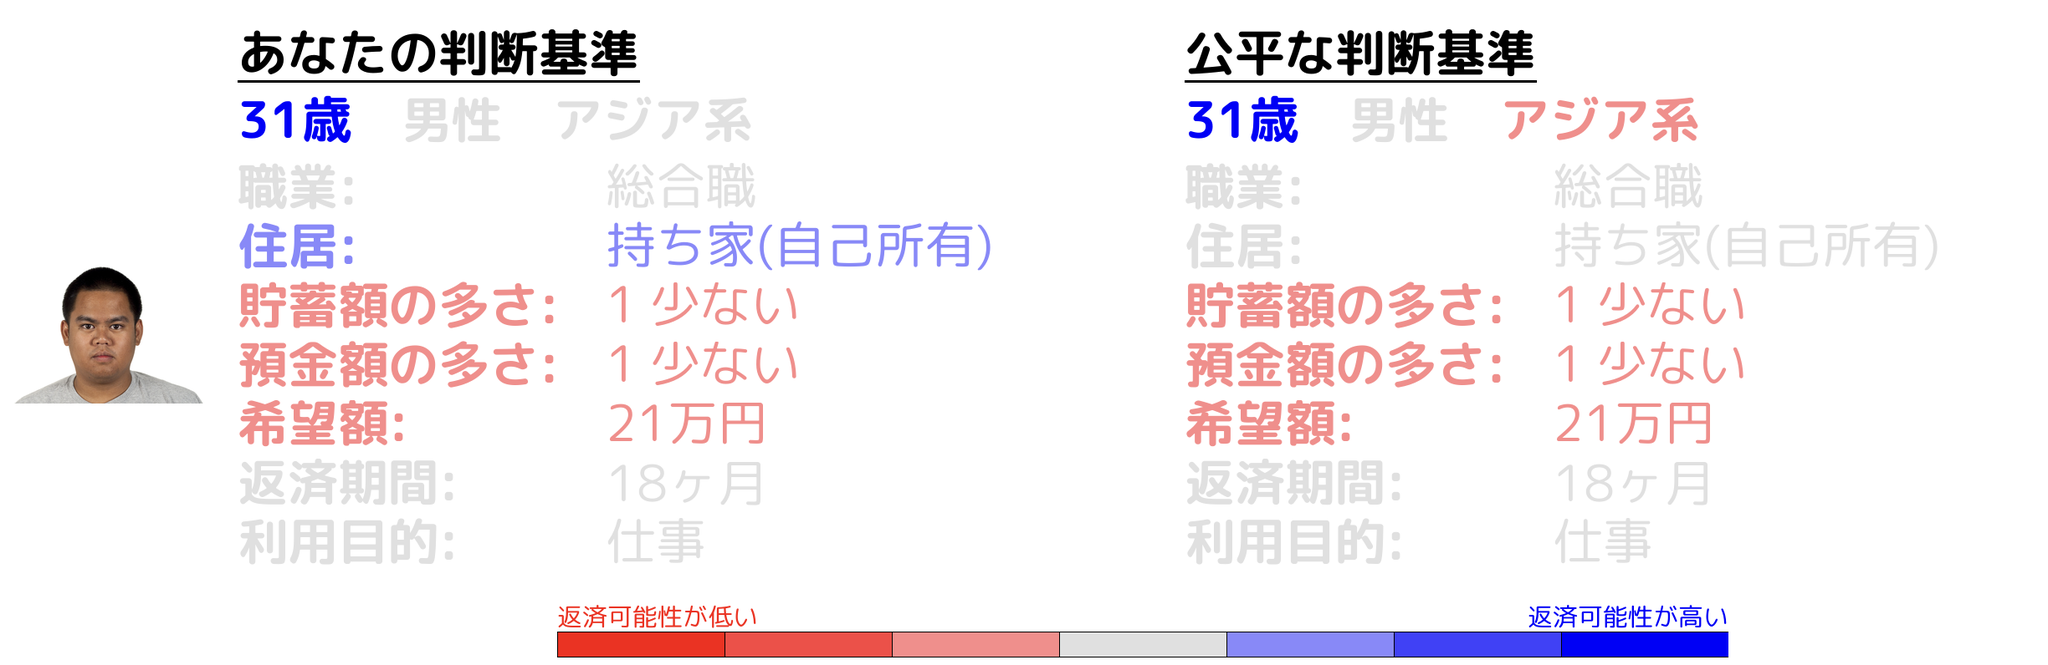 あなたの判断基準
31歳 男性 アジア系
職業: 総合職
住居: 持ち家(自己所有)
貯蓄額の多さ: 1 少ない
預金額の多さ: 1 少ない
希望額: 21万円
返済期間: 18ヶ月
利用目的: 仕事
公平な判断基準
31歳 男性 アジア系
職業: 総合職
住居: 持ち家(自己所有)
貯蓄額の多さ: 1 少ない
預金額の多さ: 1 少ない
希望額: 21万円
返済期間: 18ヶ月
利用目的: 仕事
返済可能性が低い
返済可能性が高い